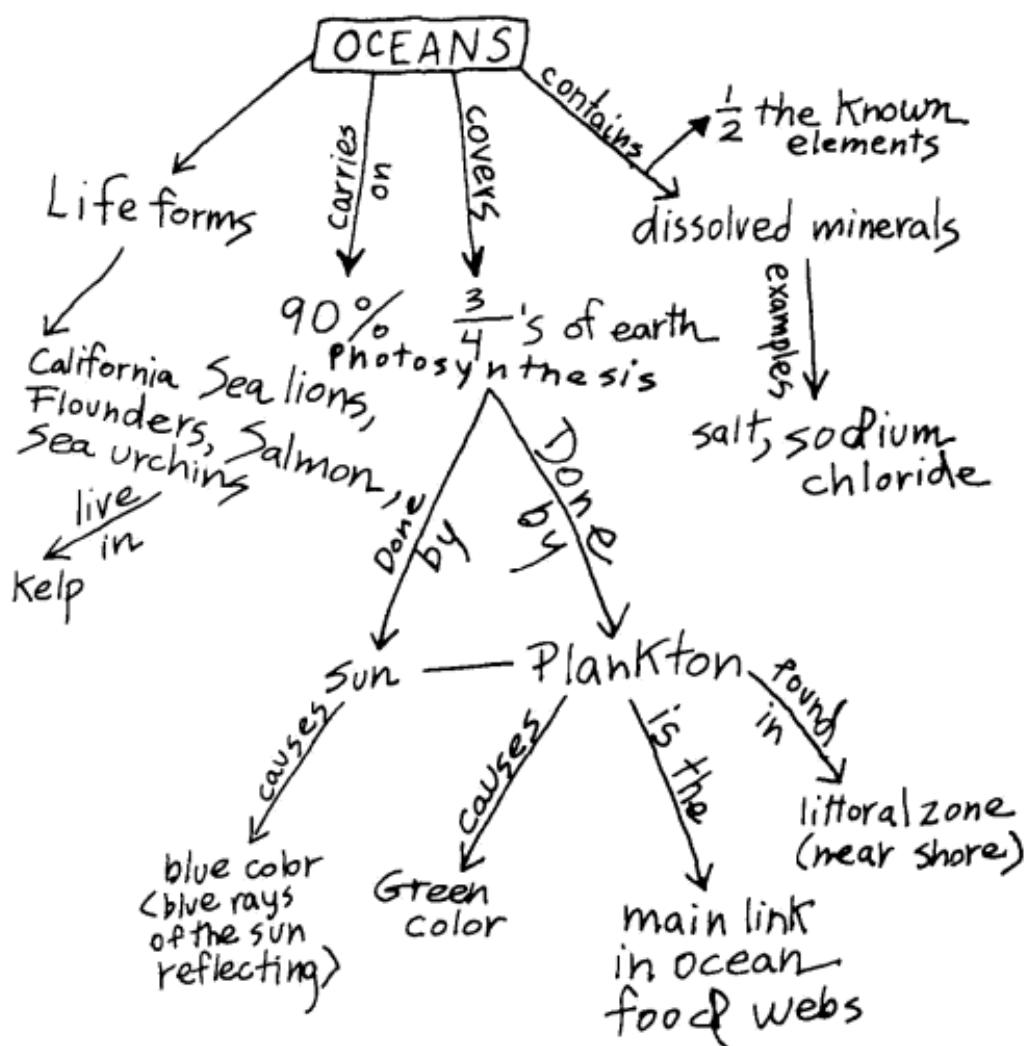 OCEANS
contains
1/2 the known
elements
carries
on
covers
Life forms
dissolved minerals
examples
90%
3/4's of earth
photosynthesis
California Sea lions,
Flounders, Salmon,
Sea urchins
salt, sodium
chloride
live
in
Kelp
Done
by
Done
by
Sun
Plankton
found
in
causes
causes
is the
littoral zone
(near shore)
blue color
(blue rays
of the sun
reflecting)
Green
color
main link
in ocean
food webs